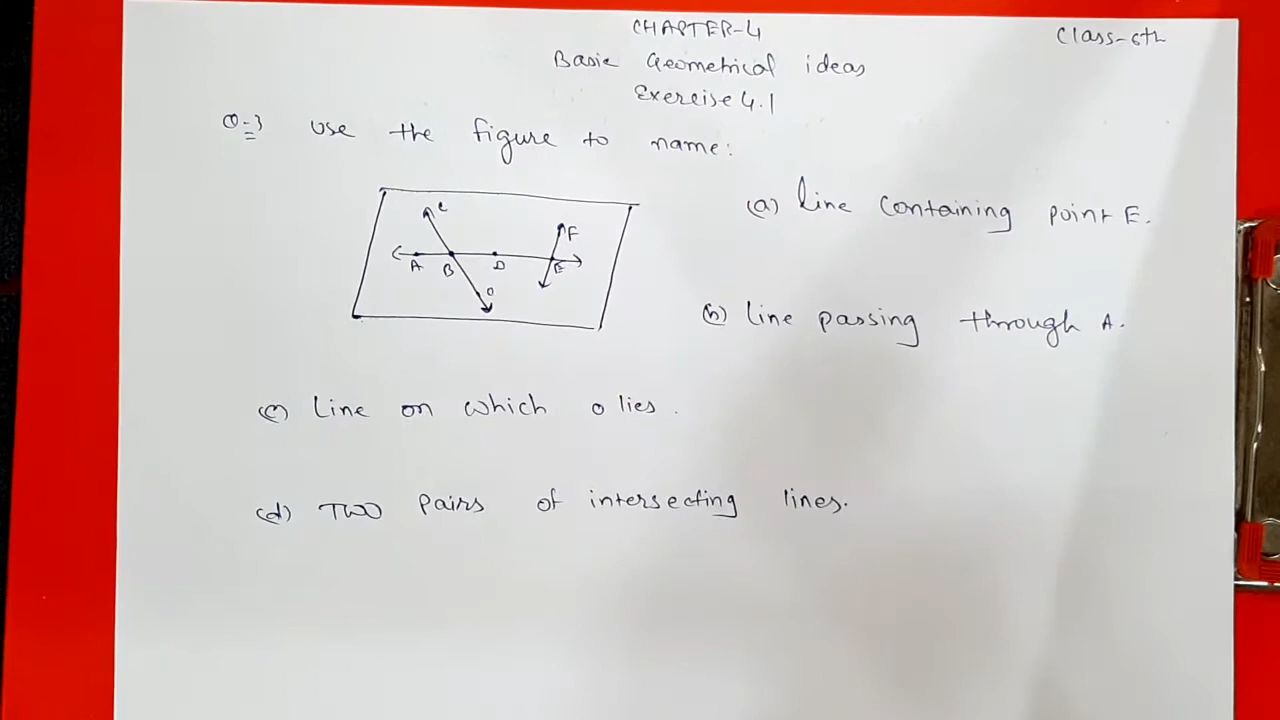 CHAPTER-4
Class-6th
Basic Geometrical ideas
Exercise 4.1
Q-3 Use the figure to name:
C
F
A B D E
O
(a) line containing point E.
(b) line passing through A.
(c) Line on which o lies.
(d) Two pairs of intersecting lines.